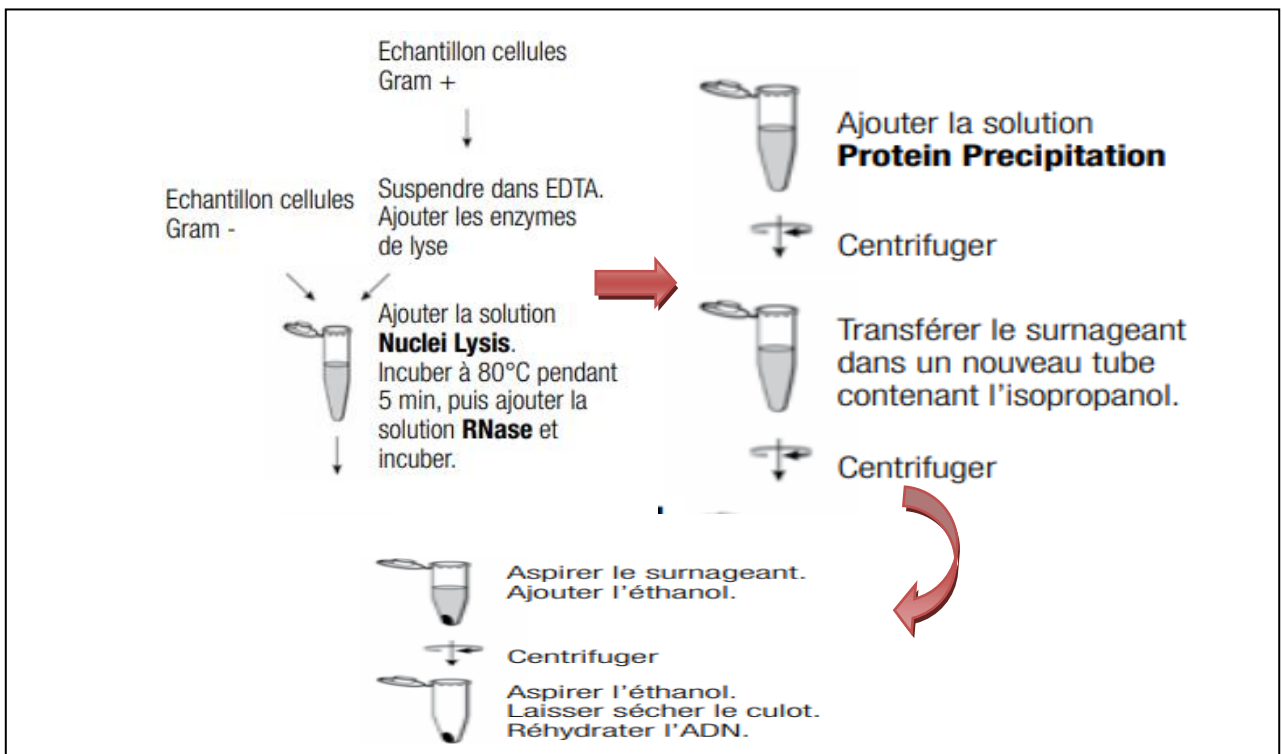 Echantillon cellules
Gram +
Echantillon cellules
Gram -
Suspendre dans EDTA.
Ajouter les enzymes
de lyse
Ajouter la solution
Nuclei Lysis.
Incuber à 80°C pendant
5 min, puis ajouter la
solution RNase et
incuber.
Ajouter la solution
Protein Precipitation
Centrifuger
Transférer le surnageant
dans un nouveau tube
contenant l'isopropanol.
Centrifuger
Aspirer le surnageant.
Ajouter l'éthanol.
Centrifuger
Aspirer l'éthanol.
Laisser sécher le culot.
Réhydrater l'ADN.